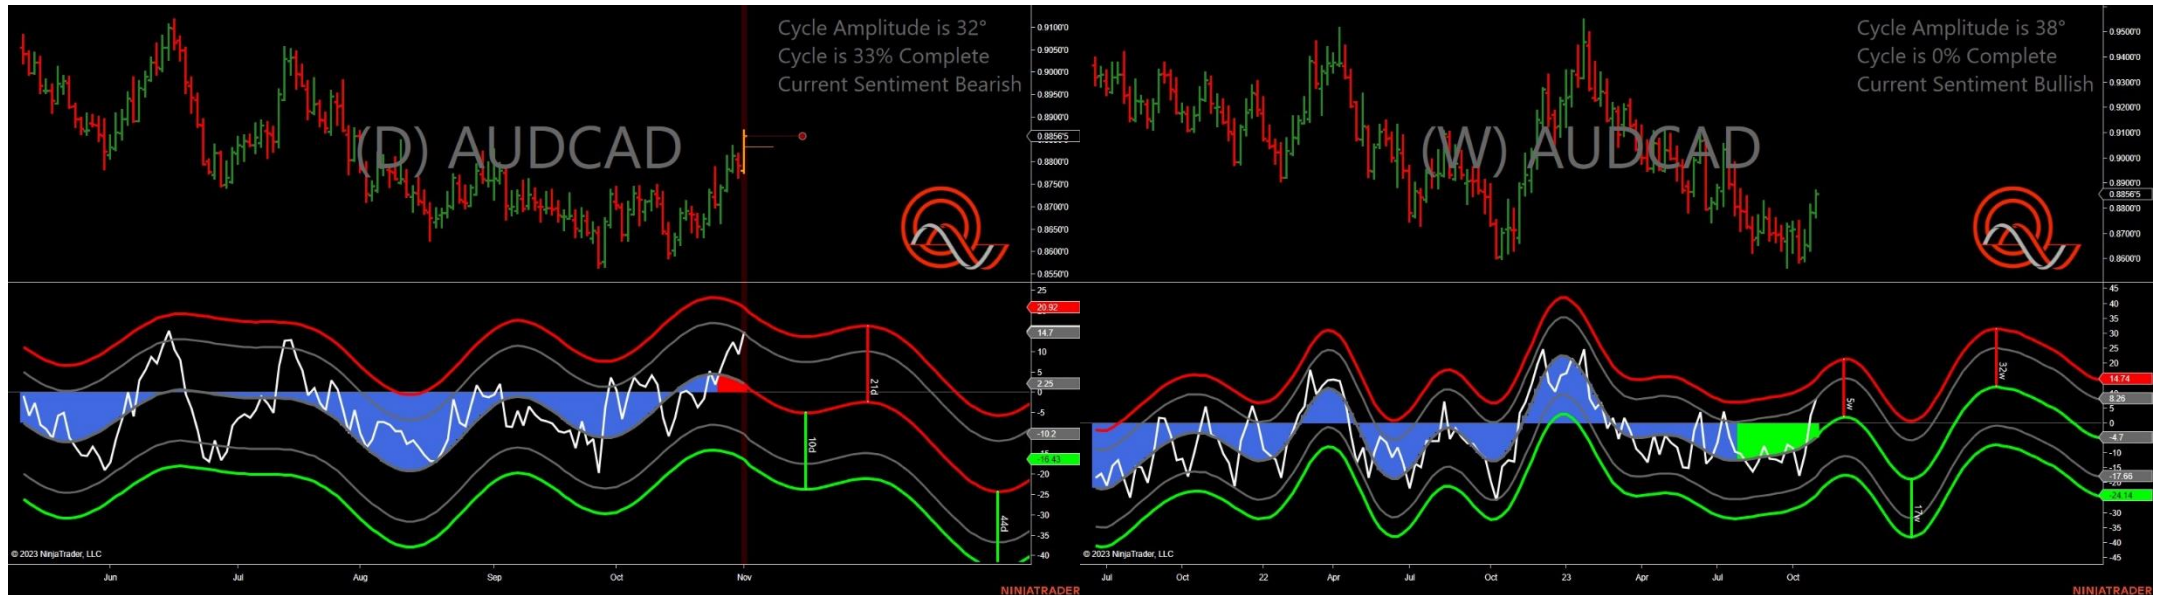 Cycle Amplitude is 32°
Cycle is 33% Complete
Current Sentiment Bearish
(D) AUDCAD
0.9100'0
0.9050'0
0.9000'0
0.8950'0
0.8900'0
0.8856'5
0.8800'0
0.8750'0
0.8700'0
0.8650'0
0.8600'0
0.8550'0
25
20.92
14.7
10
2.25
0
-5
-10.2
-16.43
-20
-25
-30
-35
-40
21d
10d
44d
© 2023 NinjaTrader, LLC
Jun
Jul
Aug
Sep
Oct
Nov
NINJATRADER
Cycle Amplitude is 38°
Cycle is 0% Complete
Current Sentiment Bullish
(W) AUDCAD
0.9500'0
0.9400'0
0.9300'0
0.9200'0
0.9100'0
0.9000'0
0.8900'0
0.8856'5
0.8800'0
0.8700'0
0.8600'0
45
40
35
30
25
20
14.74
8.26
5
0
-4.7
-10
-15
-17.66
-20
-24.14
-30
-35
-40
-45
5w
17w
32w
© 2023 NinjaTrader, LLC
Jul
Oct
22
Apr
Jul
Oct
23
Apr
Jul
Oct
NINJATRADER